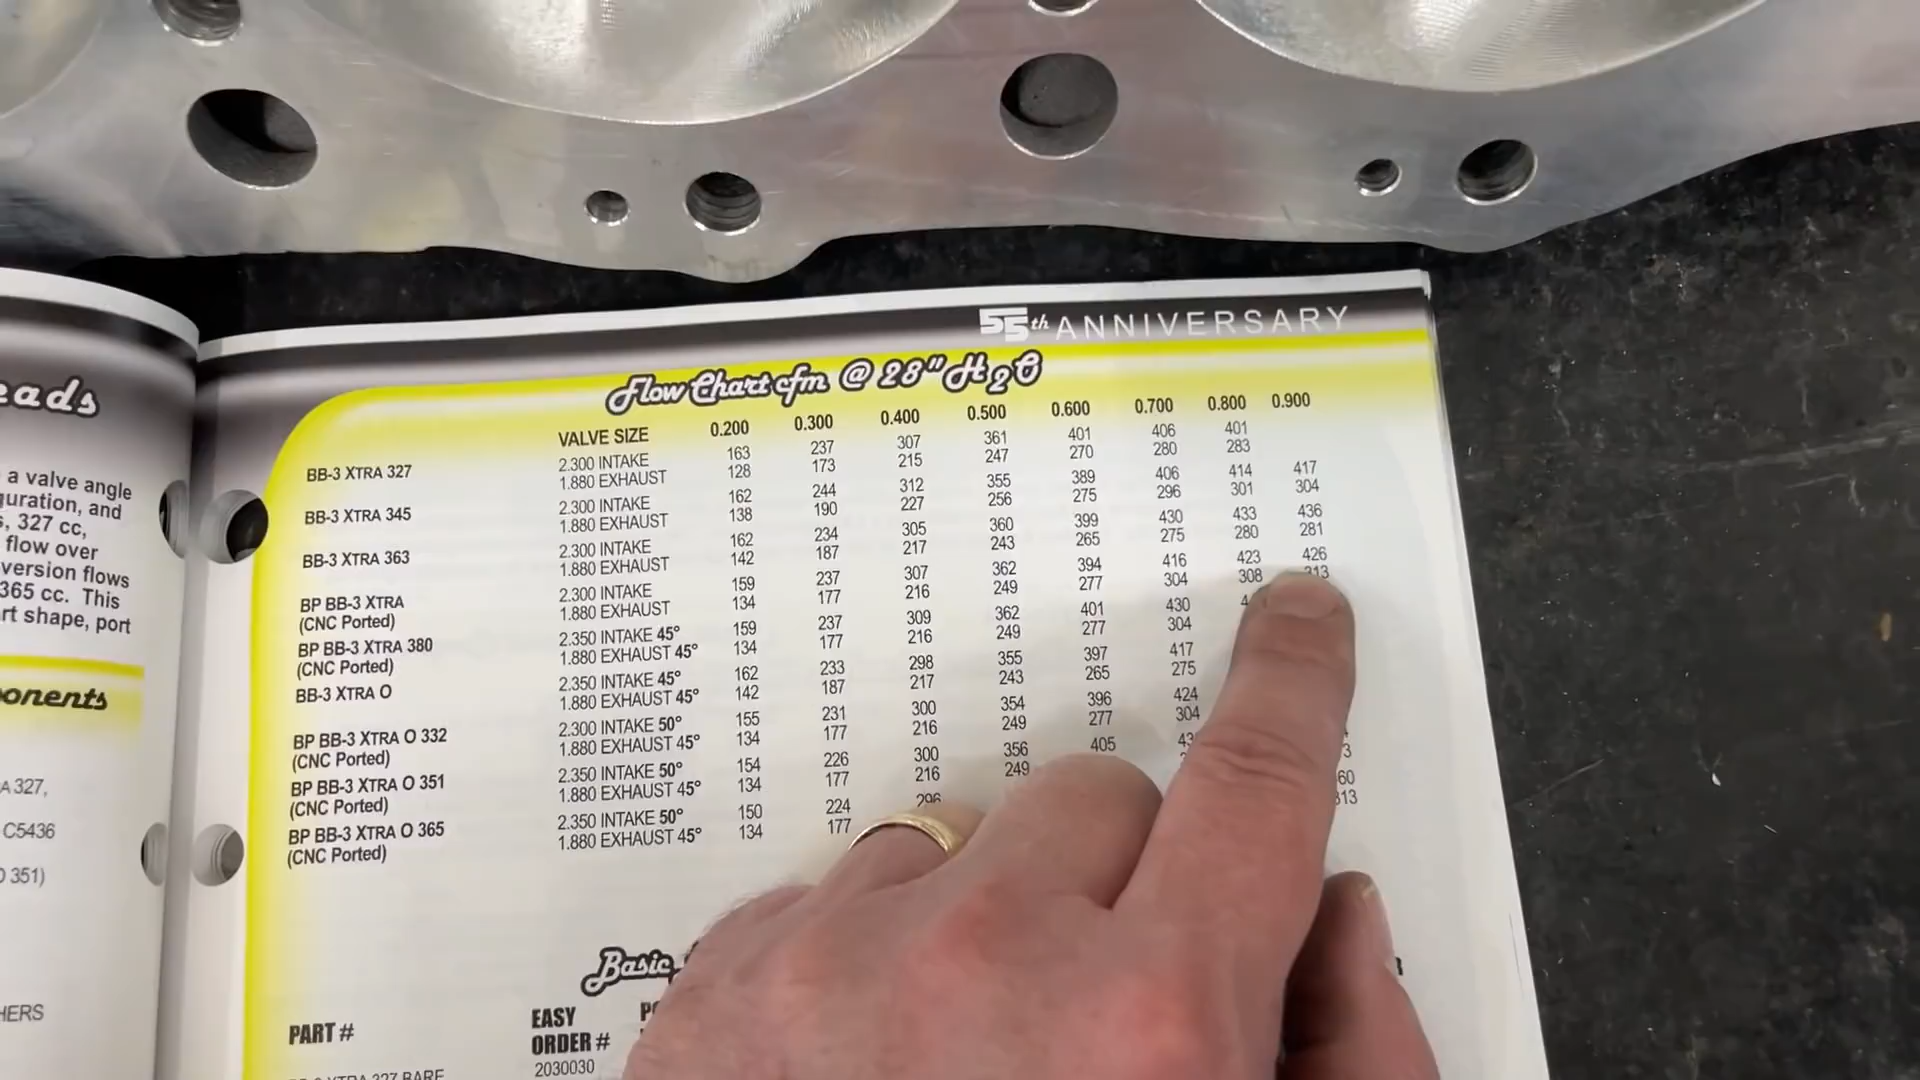 eads
a valve angle
guration, and
s, 327 cc,
flow over
version flows
365 cc. This
rt shape, port
onents
A 327,
C5436
O 351)
HERS
55th ANNIVERSARY
Flow Chart cfm @ 28" H2O
VALVE SIZE 0.200 0.300 0.400 0.500 0.600 0.700 0.800 0.900
BB-3 XTRA 327 2.300 INTAKE 163 237 307 361 401 406 401
1.880 EXHAUST 128 173 215 247 270 280 283
BB-3 XTRA 345 2.300 INTAKE 162 244 312 355 389 406 414 417
1.880 EXHAUST 138 190 227 256 275 296 301 304
BB-3 XTRA 363 2.300 INTAKE 162 234 305 360 399 430 433 436
1.880 EXHAUST 142 187 217 243 265 275 280 281
BP BB-3 XTRA 2.300 INTAKE 159 237 307 362 394 416 423 426
(CNC Ported) 1.880 EXHAUST 134 177 216 249 277 304 308 313
BP BB-3 XTRA 380 2.350 INTAKE 45° 159 237 309 362 401 430
(CNC Ported) 1.880 EXHAUST 45° 134 177 216 249 277 304
BB-3 XTRA O 2.350 INTAKE 45° 162 233 298 355 397 417
1.880 EXHAUST 45° 142 187 217 243 265 275
BP BB-3 XTRA O 332 2.300 INTAKE 50° 155 231 300 354 396 424
(CNC Ported) 1.880 EXHAUST 45° 134 177 216 249 277 304
BP BB-3 XTRA O 351 2.350 INTAKE 50° 154 226 300 356 405 43
(CNC Ported) 1.880 EXHAUST 45° 134 177 216 249 60
BP BB-3 XTRA O 365 2.350 INTAKE 50° 150 224 296 313
(CNC Ported) 1.880 EXHAUST 45° 134 177
Basic
PART # EASY
ORDER #
BB-3 XTRA 327 BARE 2030030